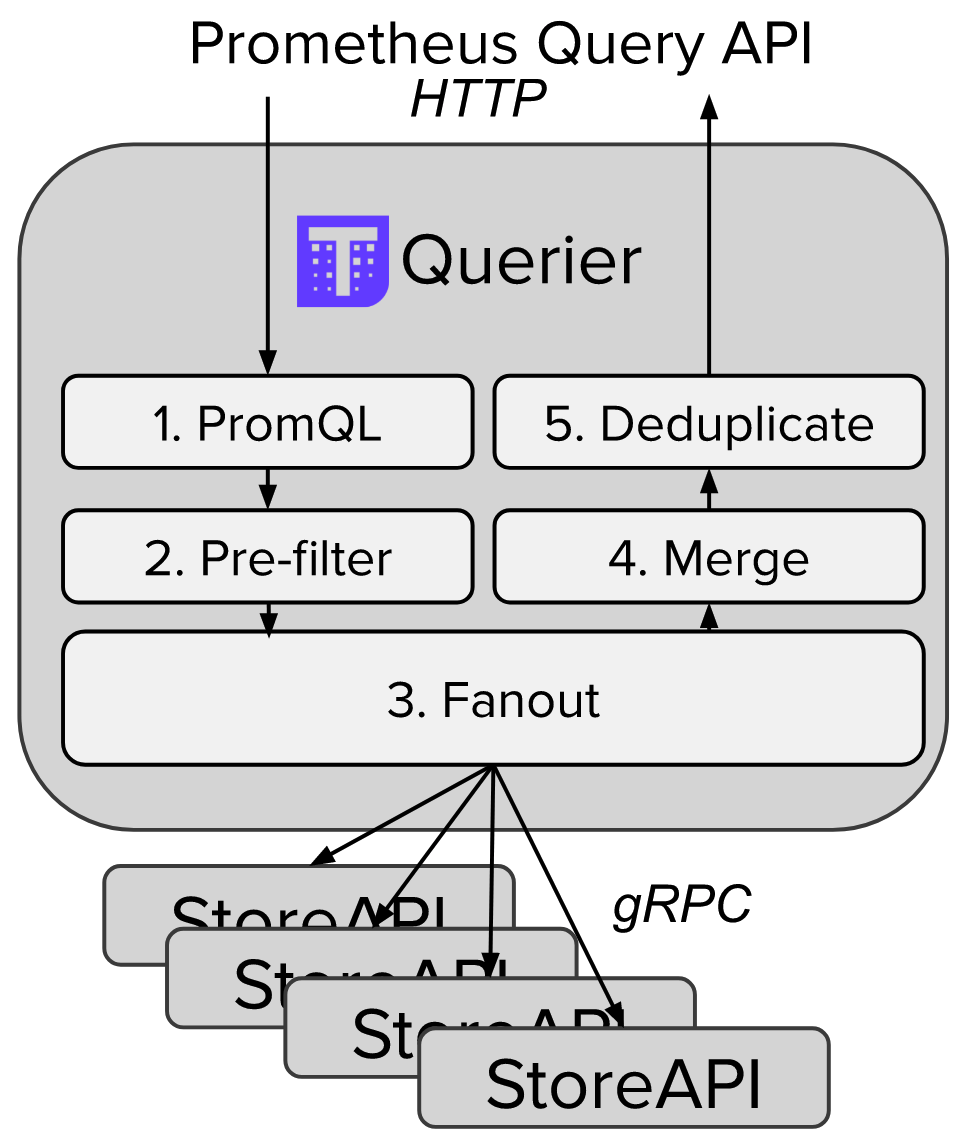 Prometheus Query API
HTTP
Querier
1. PromQL
5. Deduplicate
2. Pre-filter
4. Merge
3. Fanout
gRPC
StoreAPI
StoreAPI
StoreAPI
StoreAPI